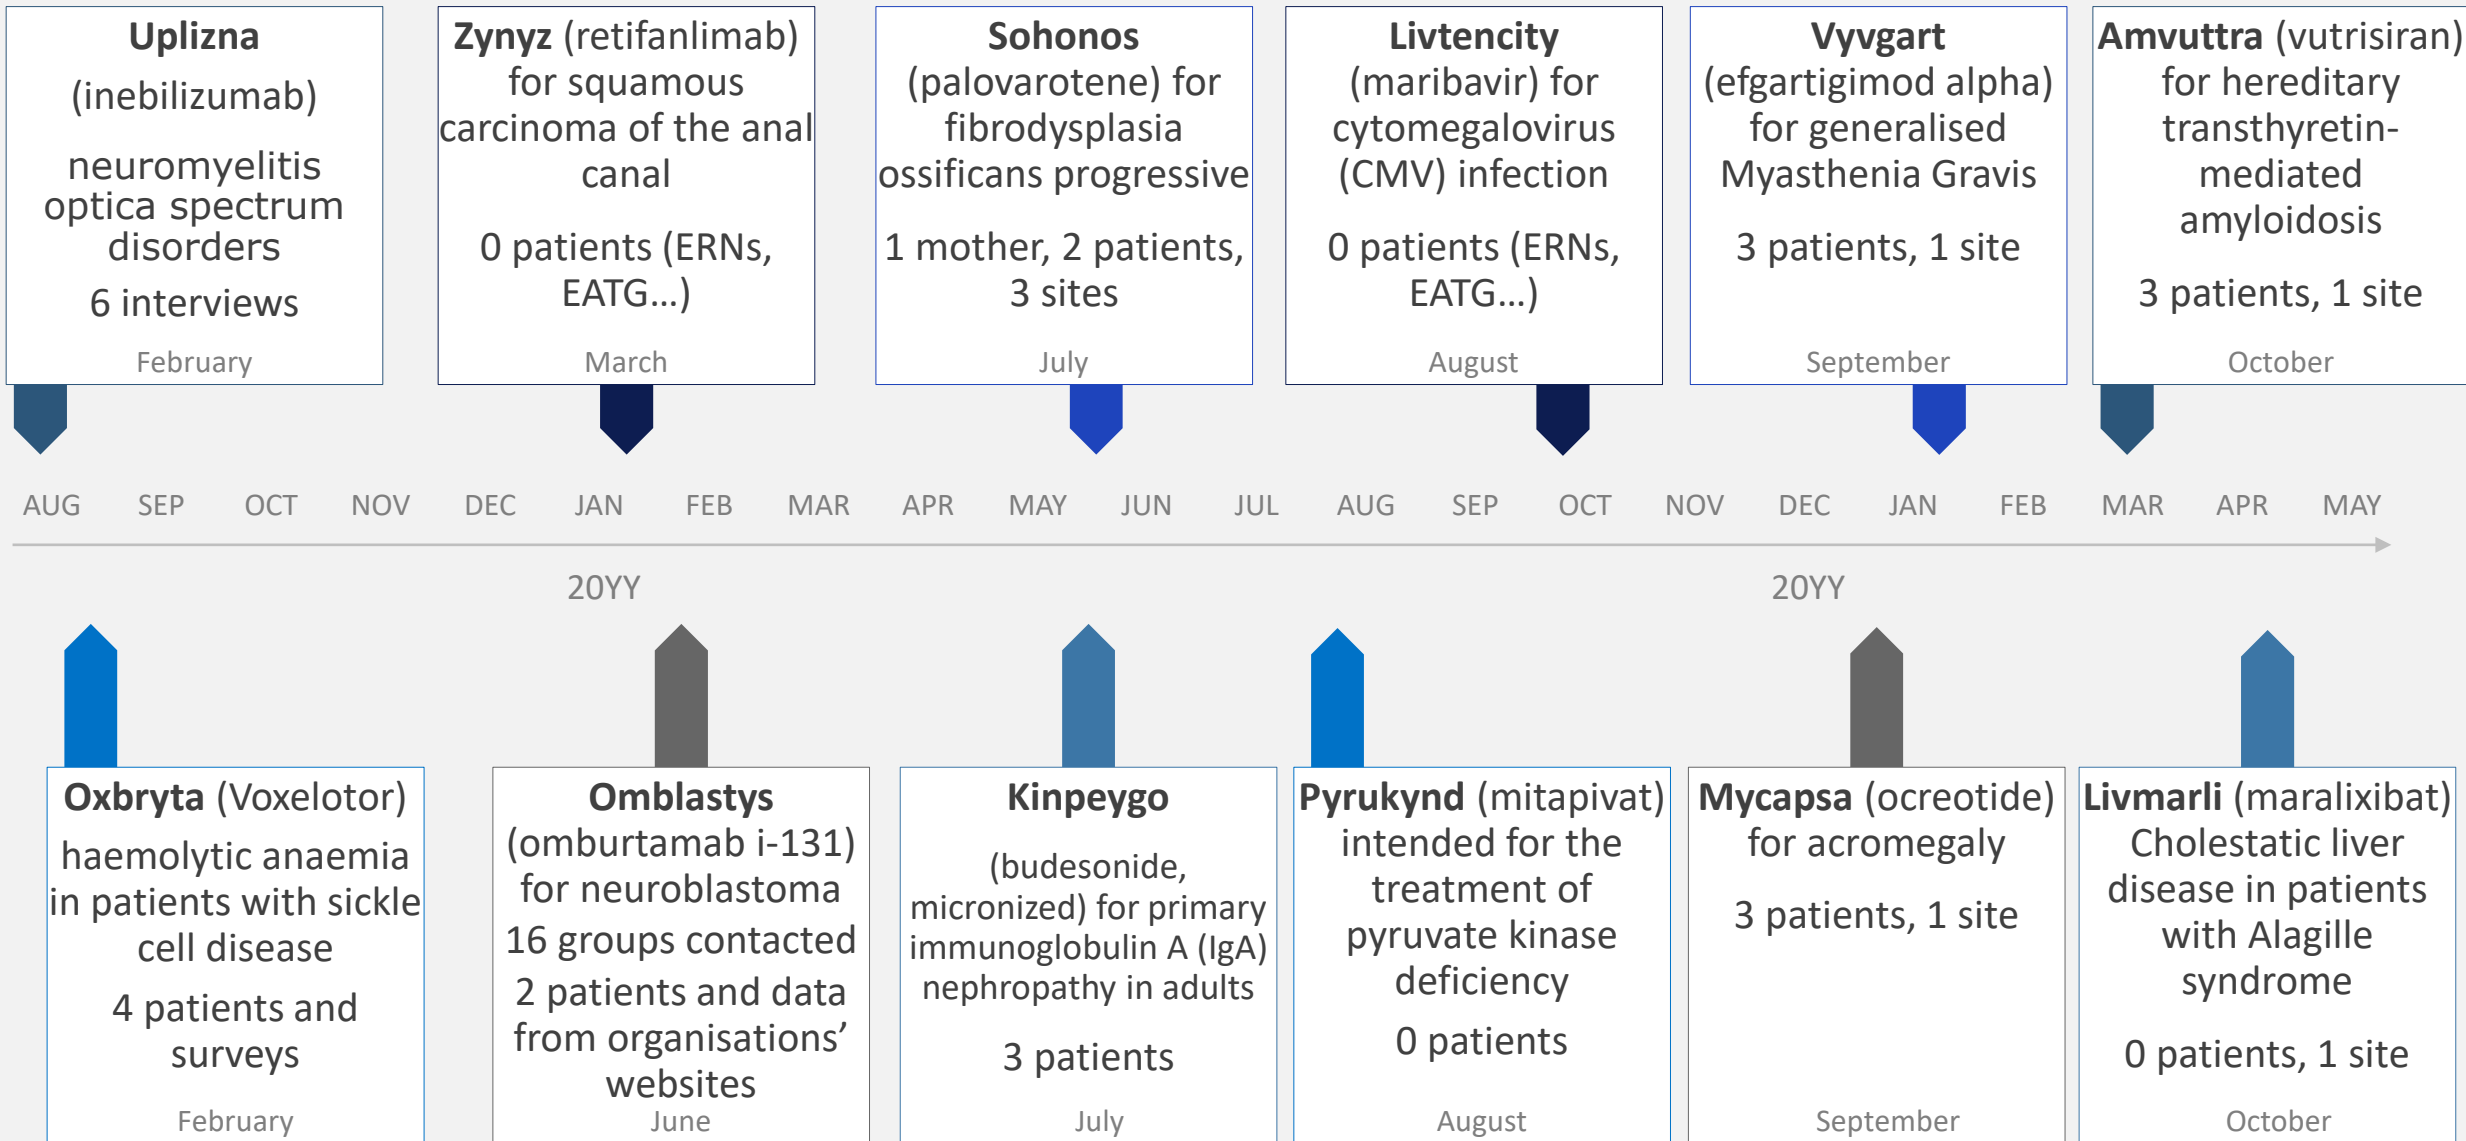 Uplizna
(inebilizumab)
neuromyelitis
optica spectrum
disorders
6 interviews
February
Zynyz (retifanlimab)
for squamous
carcinoma of the anal
canal
0 patients (ERNs,
EATG...)
March
Sohonos
(palovarotene) for
fibrodysplasia
ossificans progressive
1 mother, 2 patients,
3 sites
July
Livtencity
(maribavir) for
cytomegalovirus
(CMV) infection
0 patients (ERNs,
EATG...)
August
Vyvgart
(efgartigimod alpha)
for generalised
Myasthenia Gravis
3 patients, 1 site
September
Amvuttra (vutrisiran)
for hereditary
transthyretin-
mediated
amyloidosis
3 patients, 1 site
October
AUG SEP OCT NOV DEC JAN FEB MAR APR MAY JUN JUL AUG SEP OCT NOV DEC JAN FEB MAR APR MAY
20YY 20YY
Oxbryta (Voxelotor)
haemolytic anaemia
in patients with sickle
cell disease
4 patients and
surveys
February
Omblastys
(omburtamab i-131)
for neuroblastoma
16 groups contacted
2 patients and data
from organisations’
websites
June
Kinpeygo
(budesonide,
micronized) for primary
immunoglobulin A (IgA)
nephropathy in adults
3 patients
July
Pyrukynd (mitapivat)
intended for the
treatment of
pyruvate kinase
deficiency
0 patients
August
Mycapsa (ocreotide)
for acromegaly
3 patients, 1 site
September
Livmarli (maralixibat)
Cholestatic liver
disease in patients
with Alagille
syndrome
0 patients, 1 site
October